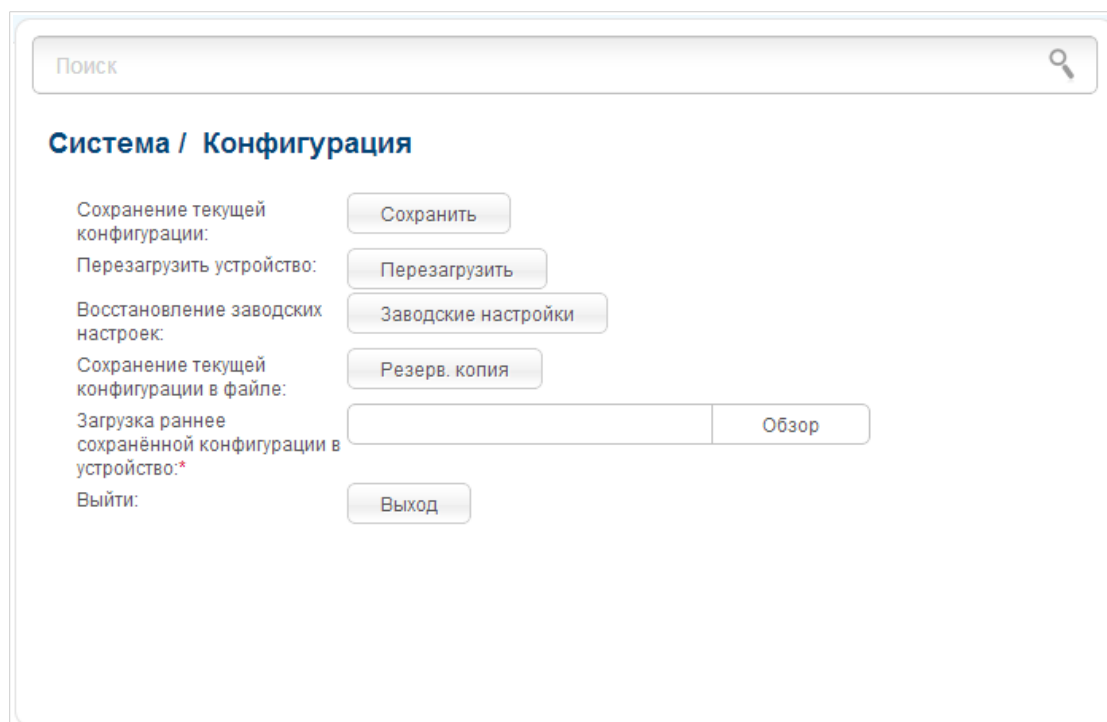 Поиск
Система / Конфигурация
Сохранение текущей
конфигурации:
Сохранить
Перезагрузить устройство:
Перезагрузить
Восстановление заводских
настроек:
Заводские настройки
Сохранение текущей
конфигурации в файле:
Резерв. копия
Загрузка раннее
сохранённой конфигурации в
устройство:*
Обзор
Выйти:
Выход